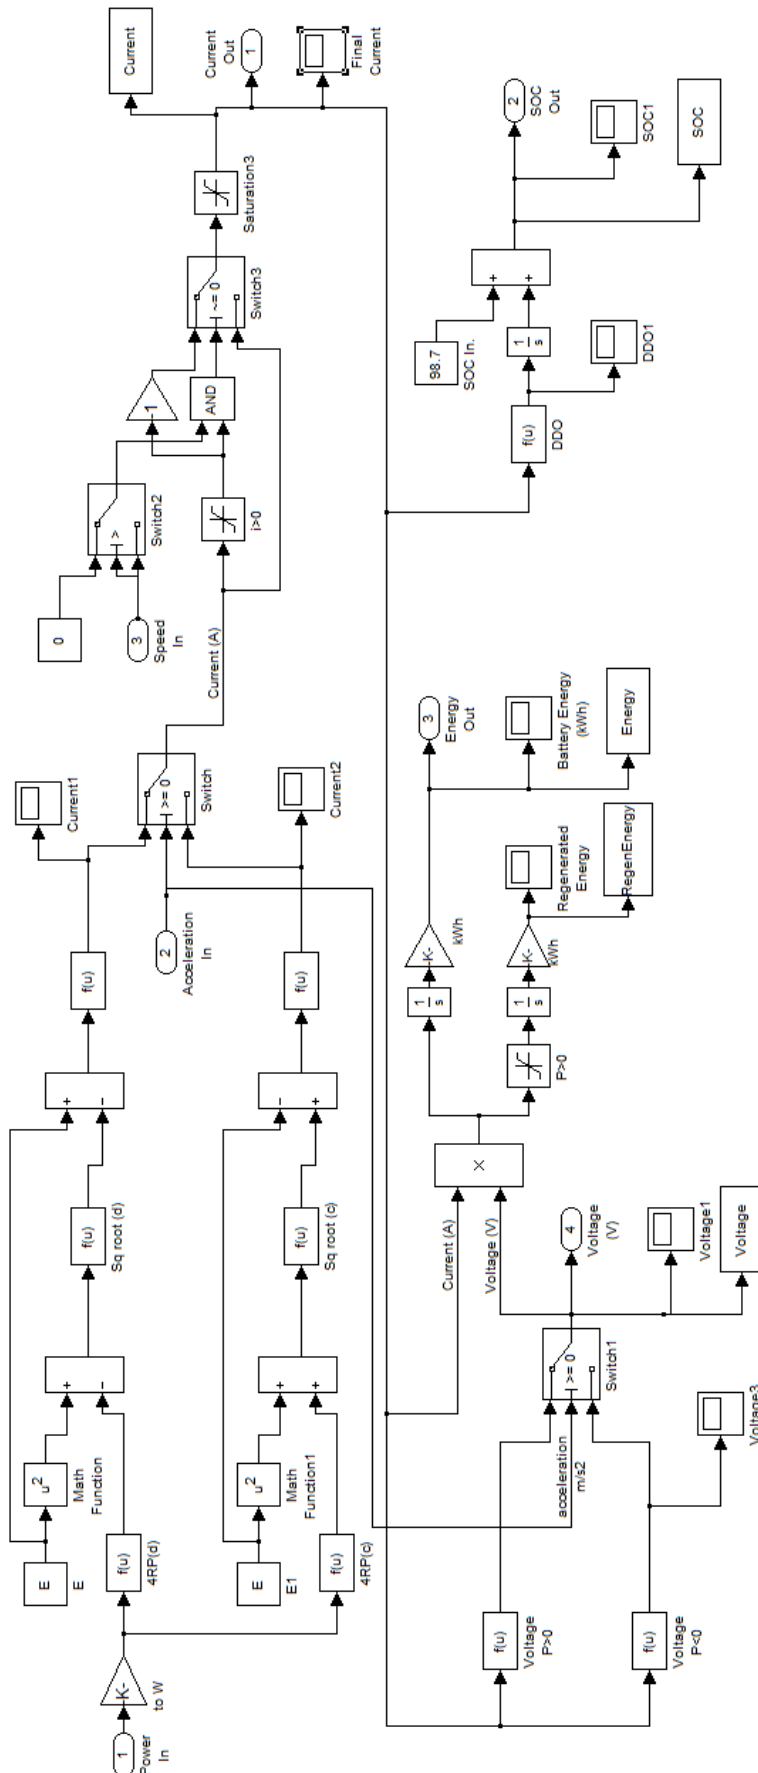 1
Power
In
-K-
to W
E
E
u²
Math
Function
f(u)
4RP(d)
+
-
f(u)
Sq root (d)
+
-
f(u)
Current1
E
E1
u²
Math
Function1
f(u)
4RP(c)
+
+
f(u)
Sq root (c)
-
+
f(u)
Current2
2
Acceleration
In
>= 0
Switch
Current (A)
0
3
Speed
In
>
Switch2
i>0
-1
AND
~= 0
Switch3
Saturation3
Current
Current
Out
1
Final
Current
f(u)
Voltage
P>0
f(u)
Voltage
P<0
acceleration
m/s2
>= 0
Switch1
Voltage3
4
Voltage
(V)
Voltage1
Voltage
Current (A)
Voltage (V)
×
P>0
1
s
1
s
-K-
kWh
-K-
kWh
3
Energy
Out
Battery Energy
(kWh)
Energy
Regenerated
Energy
RegenEnergy
f(u)
DDO
DDO1
1
s
98.7
SOC In.
+
+
2
SOC
Out
SOC1
SOC